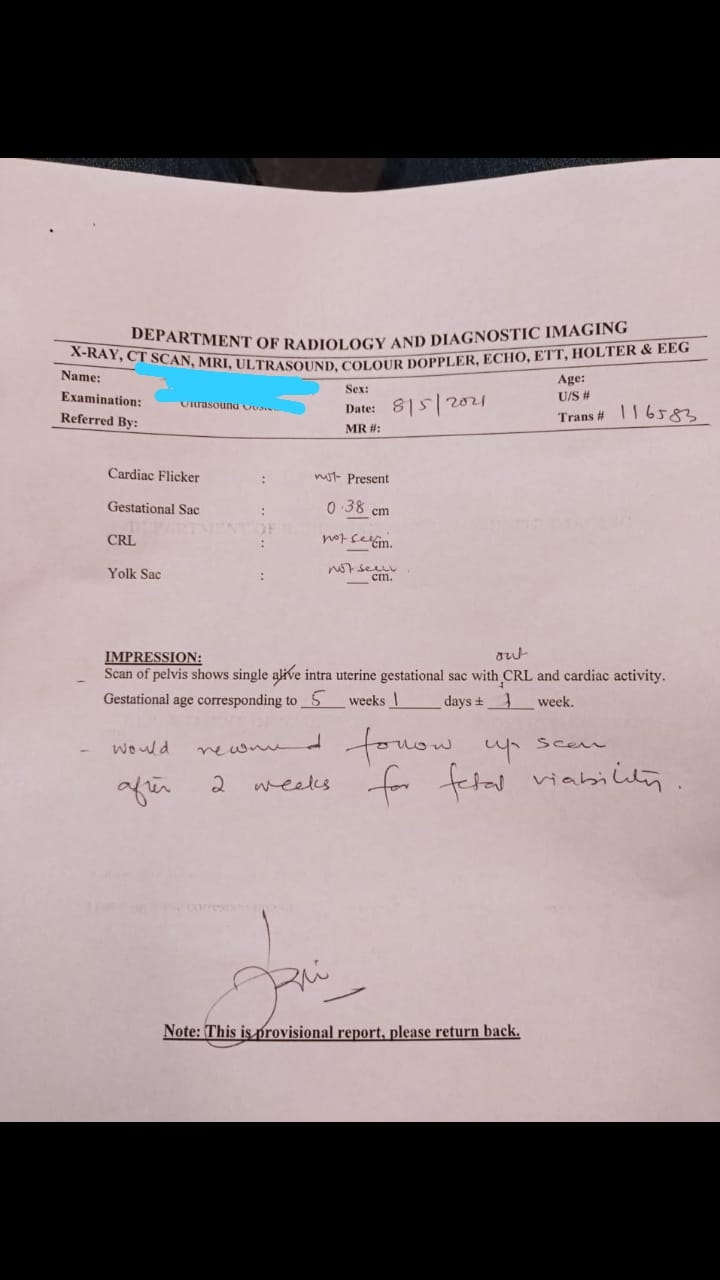 DEPARTMENT OF RADIOLOGY AND DIAGNOSTIC IMAGING
X-RAY, CT SCAN, MRI, ULTRASOUND, COLOUR DOPPLER, ECHO, ETT, HOLTER & EEG
Name: Sex: Age:
Examination: Ultrasound Date: 8/5/2021 U/S #
Referred By: MR #: Trans # 116583
Cardiac Flicker : not Present
Gestational Sac : 0.38 cm
CRL : not seen cm.
Yolk Sac : not seen cm.
IMPRESSION:
out
Scan of pelvis shows single alive intra uterine gestational sac with CRL and cardiac activity.
Gestational age corresponding to 5 weeks 1 days ± 1 week.
- would recommend follow up scan
after 2 weeks for fetal viability.
Note: This is provisional report, please return back.